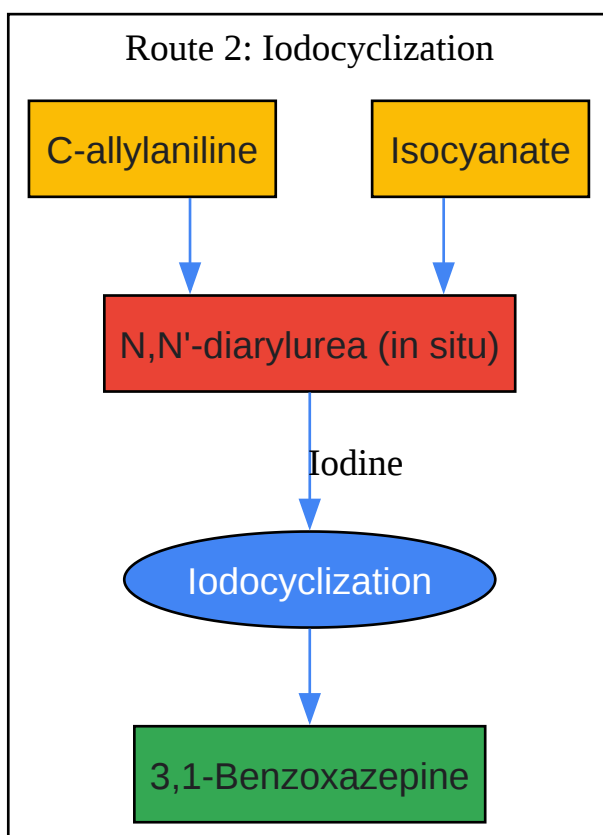 Route 2: Iodocyclization
C-allylaniline
Isocyanate
N,N'-diarylurea (in situ)
Iodine
Iodocyclization
3,1-Benzoxazepine